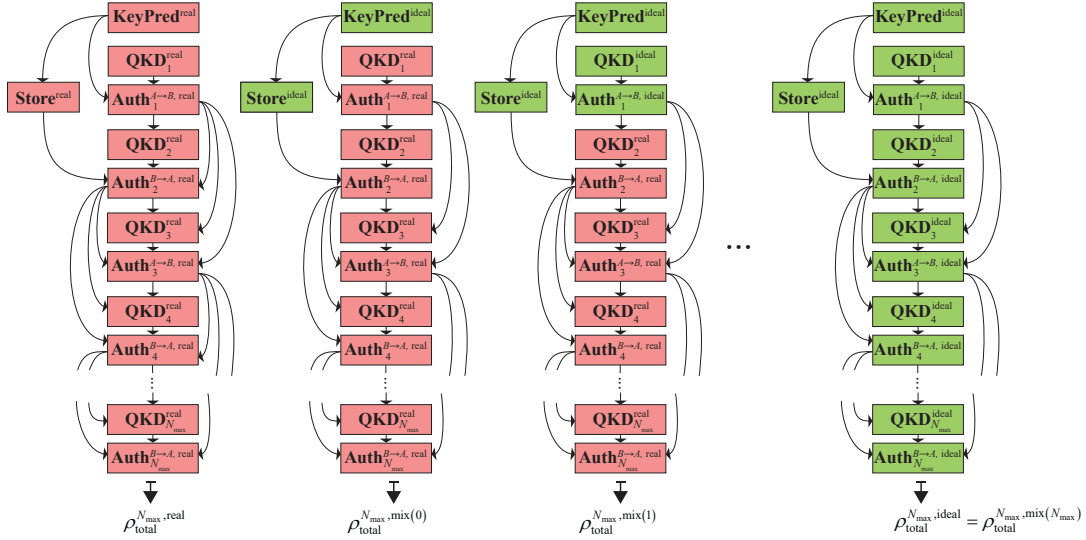 KeyPred^real
QKD_1^real
Store^real
Auth_1^{A→B, real}
QKD_2^real
Auth_2^{B→A, real}
QKD_3^real
Auth_3^{A→B, real}
QKD_4^real
Auth_4^{B→A, real}
⋮
QKD_{N_max}^real
Auth_{N_max}^{B→A, real}
ρ_total^{N_max, real}
KeyPred^ideal
QKD_1^real
Store^ideal
Auth_1^{A→B, real}
QKD_2^real
Auth_2^{B→A, real}
QKD_3^real
Auth_3^{A→B, real}
QKD_4^real
Auth_4^{B→A, real}
⋮
QKD_{N_max}^real
Auth_{N_max}^{B→A, real}
ρ_total^{N_max, mix(0)}
KeyPred^ideal
QKD_1^ideal
Store^ideal
Auth_1^{A→B, ideal}
QKD_2^real
Auth_2^{B→A, real}
QKD_3^real
Auth_3^{A→B, real}
QKD_4^real
Auth_4^{B→A, real}
⋮
QKD_{N_max}^real
Auth_{N_max}^{B→A, real}
ρ_total^{N_max, mix(1)}
...
KeyPred^ideal
QKD_1^ideal
Store^ideal
Auth_1^{A→B, ideal}
QKD_2^ideal
Auth_2^{B→A, ideal}
QKD_3^ideal
Auth_3^{A→B, ideal}
QKD_4^ideal
Auth_4^{B→A, ideal}
⋮
QKD_{N_max}^ideal
Auth_{N_max}^{B→A, ideal}
ρ_total^{N_max, ideal} = ρ_total^{N_max, mix(N_max)}